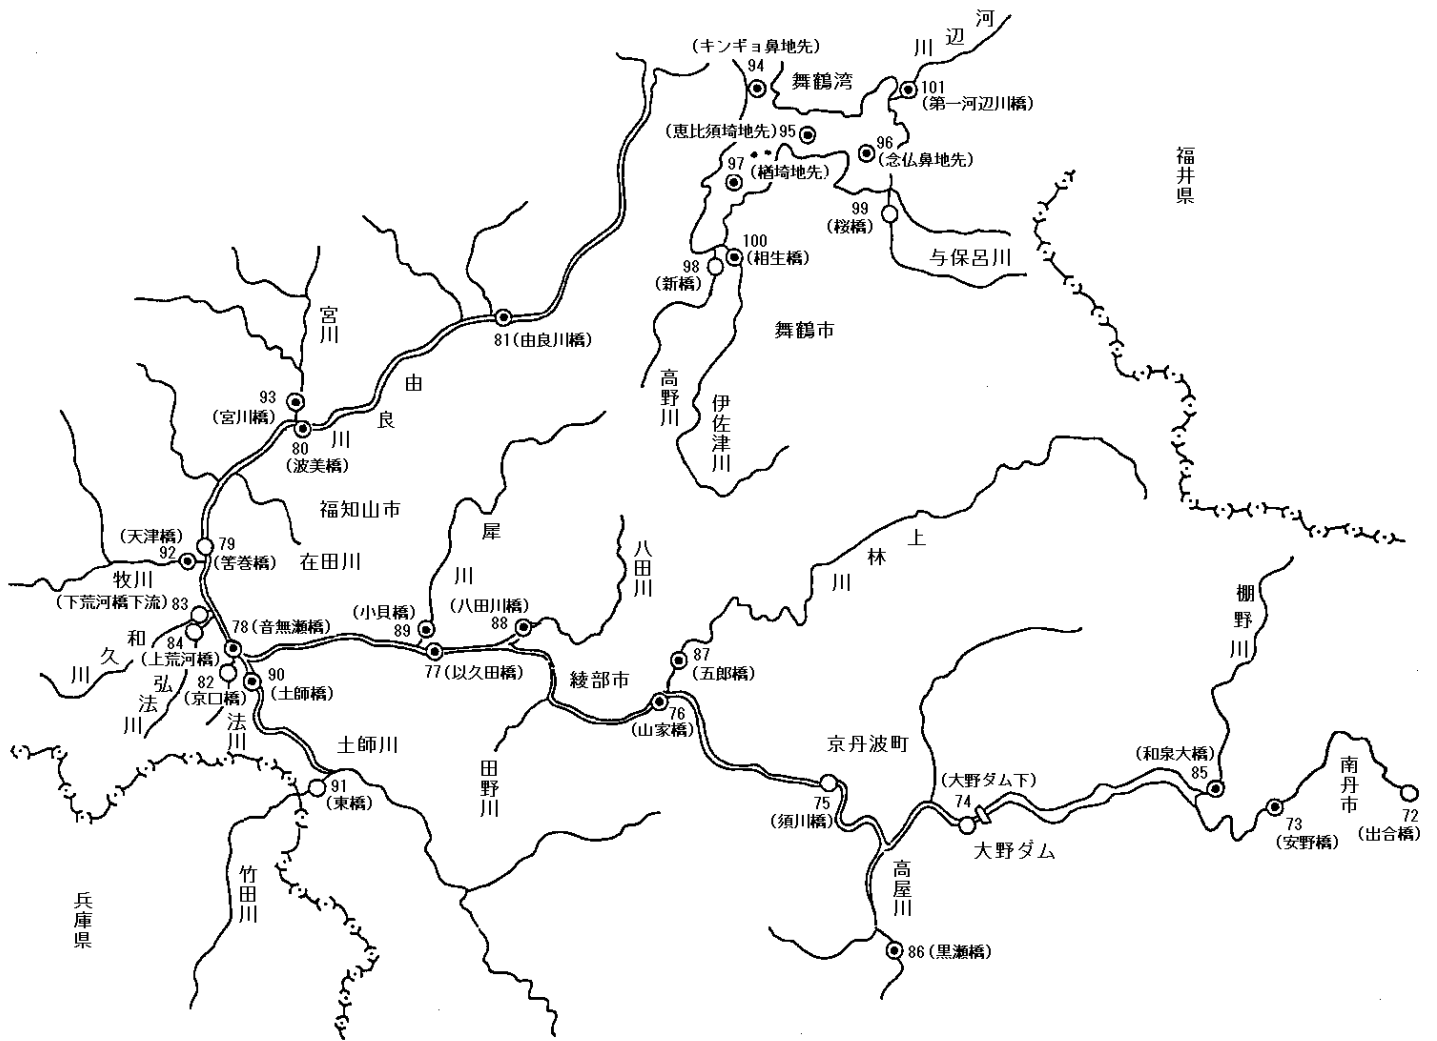 (キンギョ鼻地先)
94
舞鶴湾
河辺川
101
(第一河辺川橋)
(恵比須埼地先)95
96
(念仏鼻地先)
97
(楢埼地先)
福井県
99
(桜橋)
与保呂川
100
(相生橋)
98
(新橋)
舞鶴市
高野川
伊佐津川
81(由良川橋)
由良川
宮川
93
(宮川橋)
80
(波美橋)
福知山市
在田川
(天津橋)
92
79
(筈巻橋)
牧川
(下荒河橋下流)
83
84
(上荒河橋)
和久川
弘法川
78(音無瀬橋)
82
(京口橋)
法川
90
(土師橋)
土師川
91
(東橋)
竹田川
兵庫県
犀川
(小貝橋)
89
77(以久田橋)
(八田川橋)
88
八田川
綾部市
田野川
上林川
87
(五郎橋)
76
(山家橋)
京丹波町
75
(須川橋)
(大野ダム下)
74
大野ダム
高屋川
86(黒瀬橋)
棚野川
(和泉大橋)
85
73
(安野橋)
南丹市
72
(出合橋)